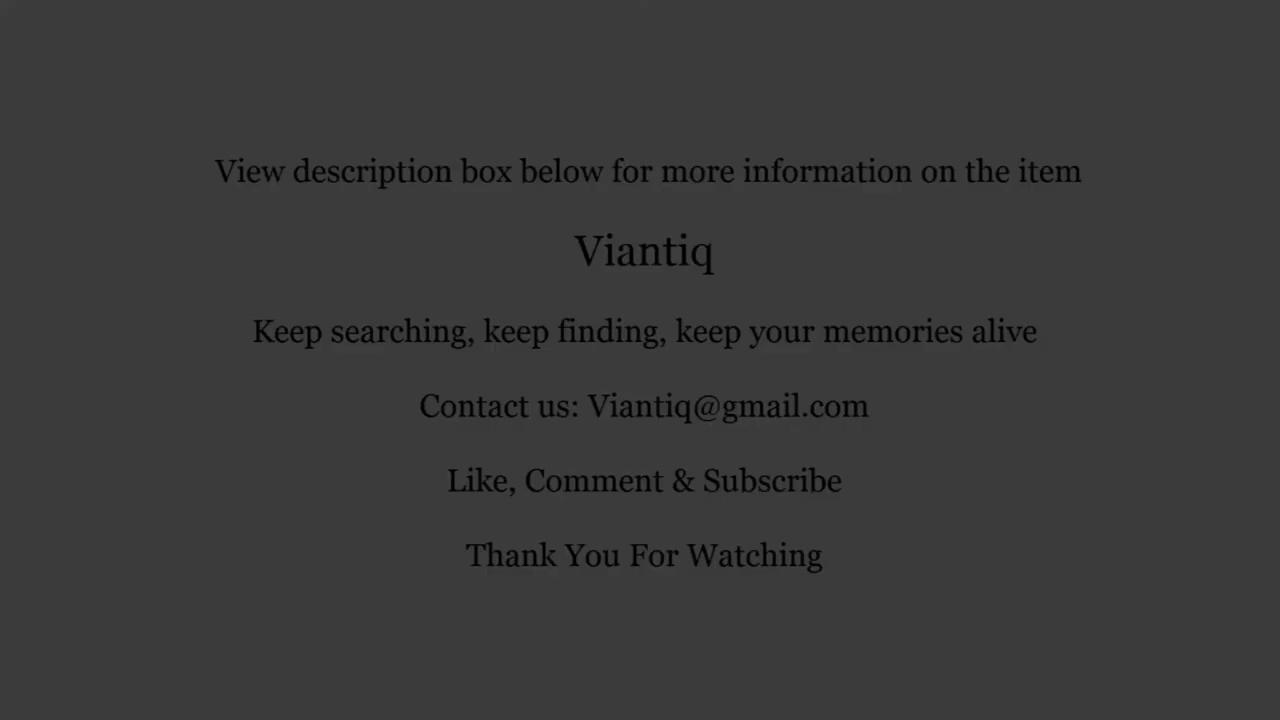 View description box below for more information on the item
Viantiq
Keep searching, keep finding, keep your memories alive
Contact us: Viantiq@gmail.com
Like, Comment & Subscribe
Thank You For Watching